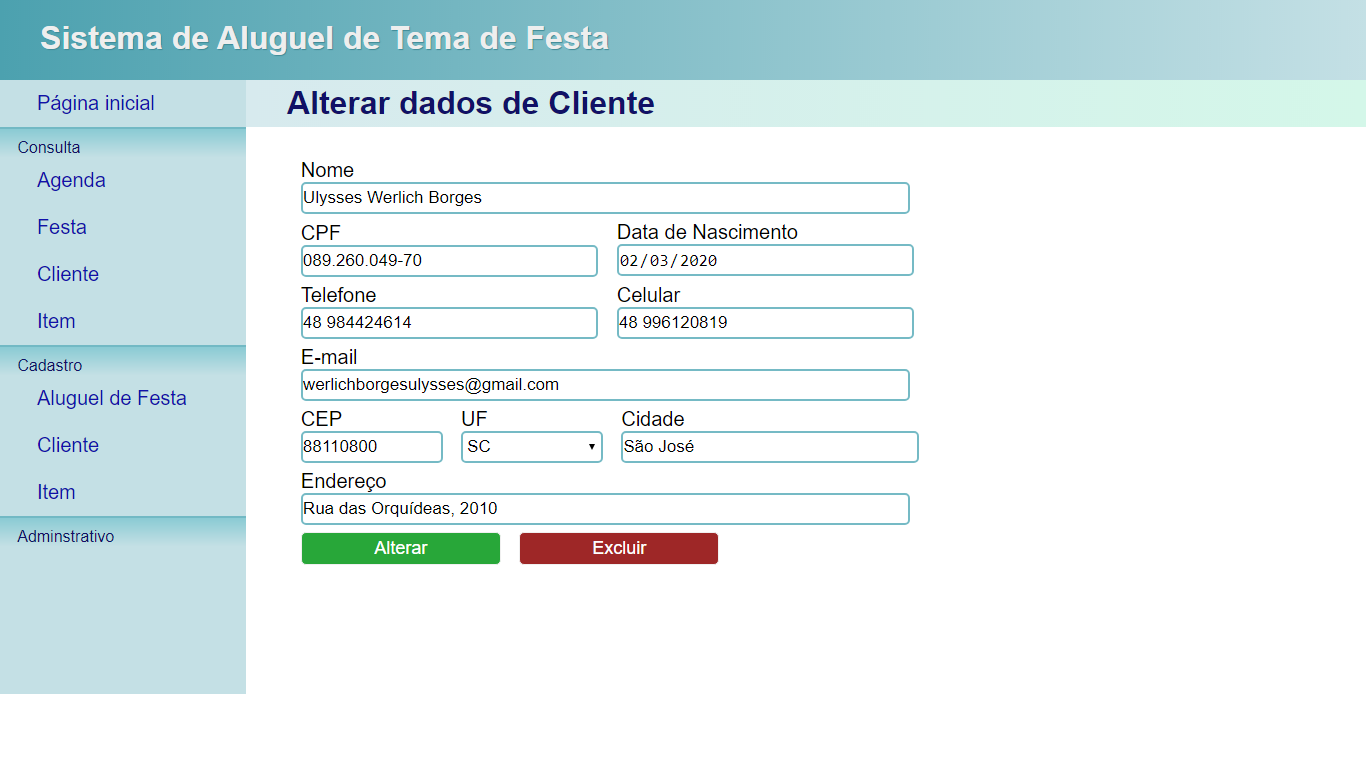 Sistema de Aluguel de Tema de Festa
Página inicial
Consulta
Agenda
Festa
Cliente
Item
Cadastro
Aluguel de Festa
Cliente
Item
Adminstrativo
Alterar dados de Cliente
Nome
Ulysses Werlich Borges
CPF Data de Nascimento
089.260.049-70 02/03/2020
Telefone Celular
48 984424614 48 996120819
E-mail
werlichborgesulysses@gmail.com
CEP UF Cidade
88110800 SC São José
Endereço
Rua das Orquídeas, 2010
Alterar Excluir